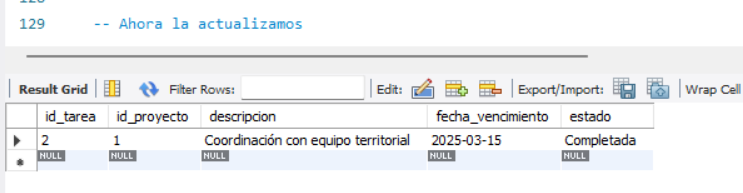 129 -- Ahora la actualizamos
Result Grid Filter Rows: Edit: Export/Import: Wrap Cell
id_tarea id_proyecto descripcion fecha_vencimiento estado
2 1 Coordinación con equipo territorial 2025-03-15 Completada
NULL NULL NULL NULL NULL